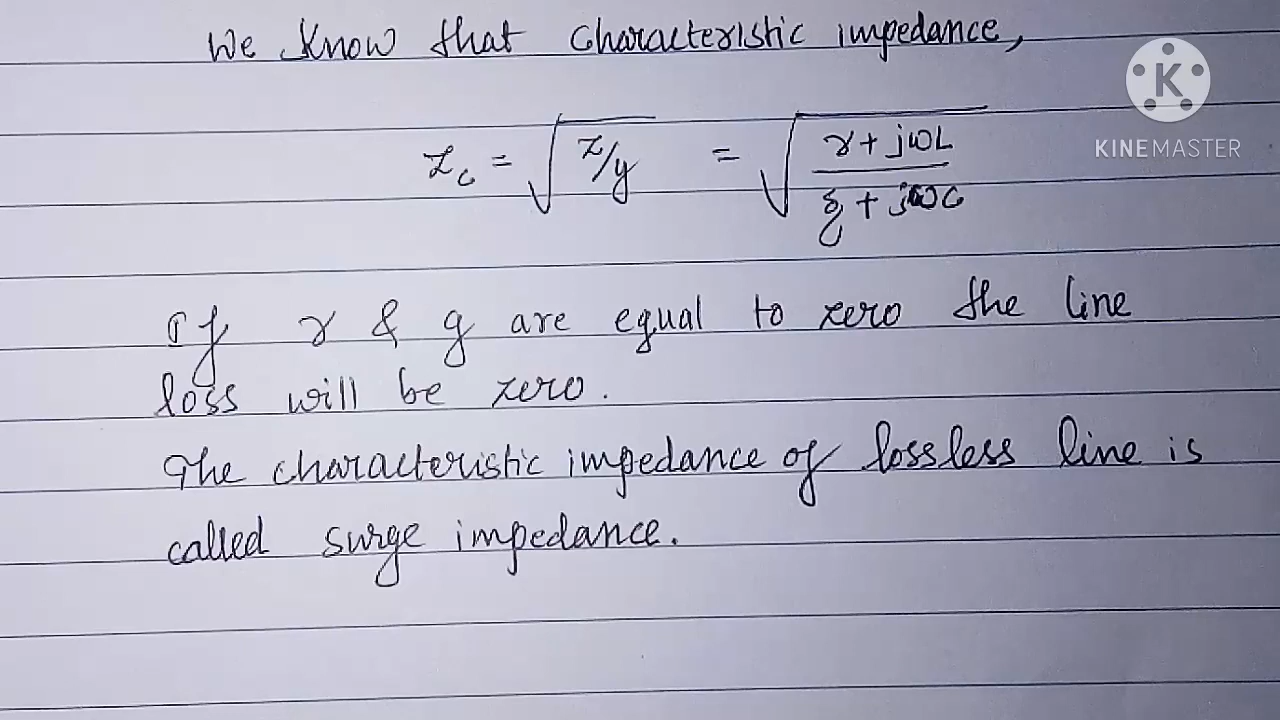 We know that characteristic impedance,
K
KINEMASTER
Zc = √z/y = √(r + jωL / g + jωc)
If r & g are equal to zero the line
loss will be zero.
The characteristic impedance of lossless line is
called surge impedance.